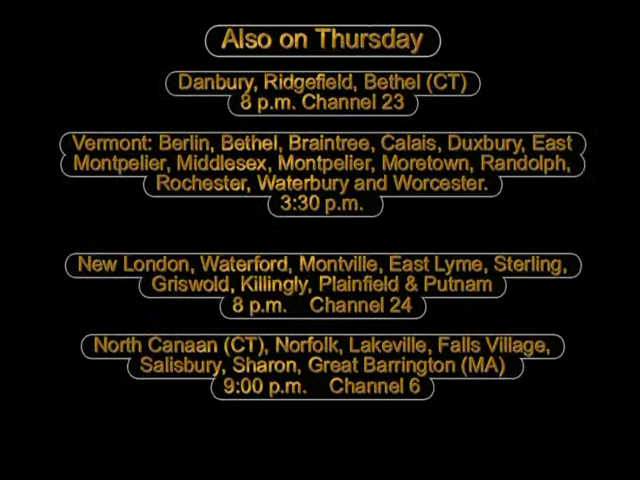 Also on Thursday
Danbury, Ridgefield, Bethel (CT)
8 p.m. Channel 23
Vermont: Berlin, Bethel, Braintree, Calais, Duxbury, East
Montpelier, Middlesex, Montpelier, Moretown, Randolph,
Rochester, Waterbury and Worcester.
3:30 p.m.
New London, Waterford, Montville, East Lyme, Sterling,
Griswold, Killingly, Plainfield & Putnam
8 p.m. Channel 24
North Canaan (CT), Norfolk, Lakeville, Falls Village,
Salisbury, Sharon, Great Barrington (MA)
9:00 p.m. Channel 6